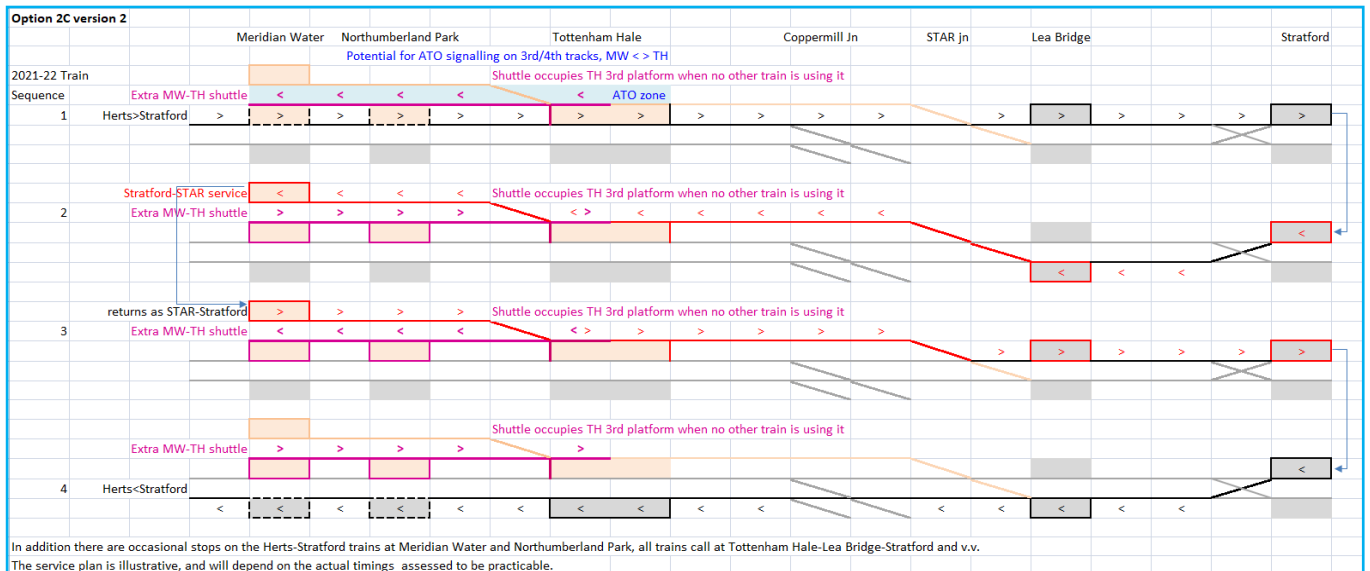 Option 2C version 2
Meridian Water Northumberland Park Tottenham Hale Coppermill Jn STAR jn Lea Bridge Stratford
Potential for ATO signalling on 3rd/4th tracks, MW < > TH
2021-22 Train Shuttle occupies TH 3rd platform when no other train is using it
Sequence Extra MW-TH shuttle < < < < < ATO zone
1 Herts>Stratford > > > > > > > > > > > > > > > > > >
Stratford-STAR service < < < < Shuttle occupies TH 3rd platform when no other train is using it
2 Extra MW-TH shuttle > > > > < > < < < < <
<
< < <
returns as STAR-Stratford > > > > Shuttle occupies TH 3rd platform when no other train is using it
3 Extra MW-TH shuttle < < < < < > > > > > >
> > > > > >
Shuttle occupies TH 3rd platform when no other train is using it
Extra MW-TH shuttle > > > > >
<
4 Herts<Stratford
< < < < < < < < < < < < < < <
In addition there are occasional stops on the Herts-Stratford trains at Meridian Water and Northumberland Park, all trains call at Tottenham Hale-Lea Bridge-Stratford and v.v.
The service plan is illustrative, and will depend on the actual timings assessed to be practicable.